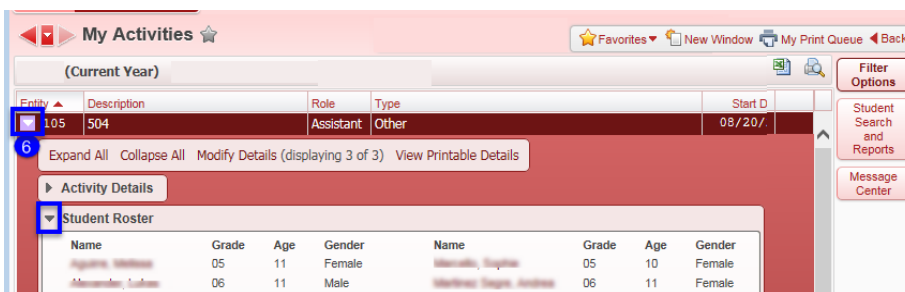 My Activities
Favorites New Window My Print Queue Back
(Current Year)
Filter Options
Entity Description Role Type Start D
105 504 Assistant Other 08/20/
6
Student Search and Reports
Expand All Collapse All Modify Details (displaying 3 of 3) View Printable Details
Message Center
Activity Details
Student Roster
Name Grade Age Gender Name Grade Age Gender
05 11 Female 05 10 Female
06 11 Male 06 11 Female